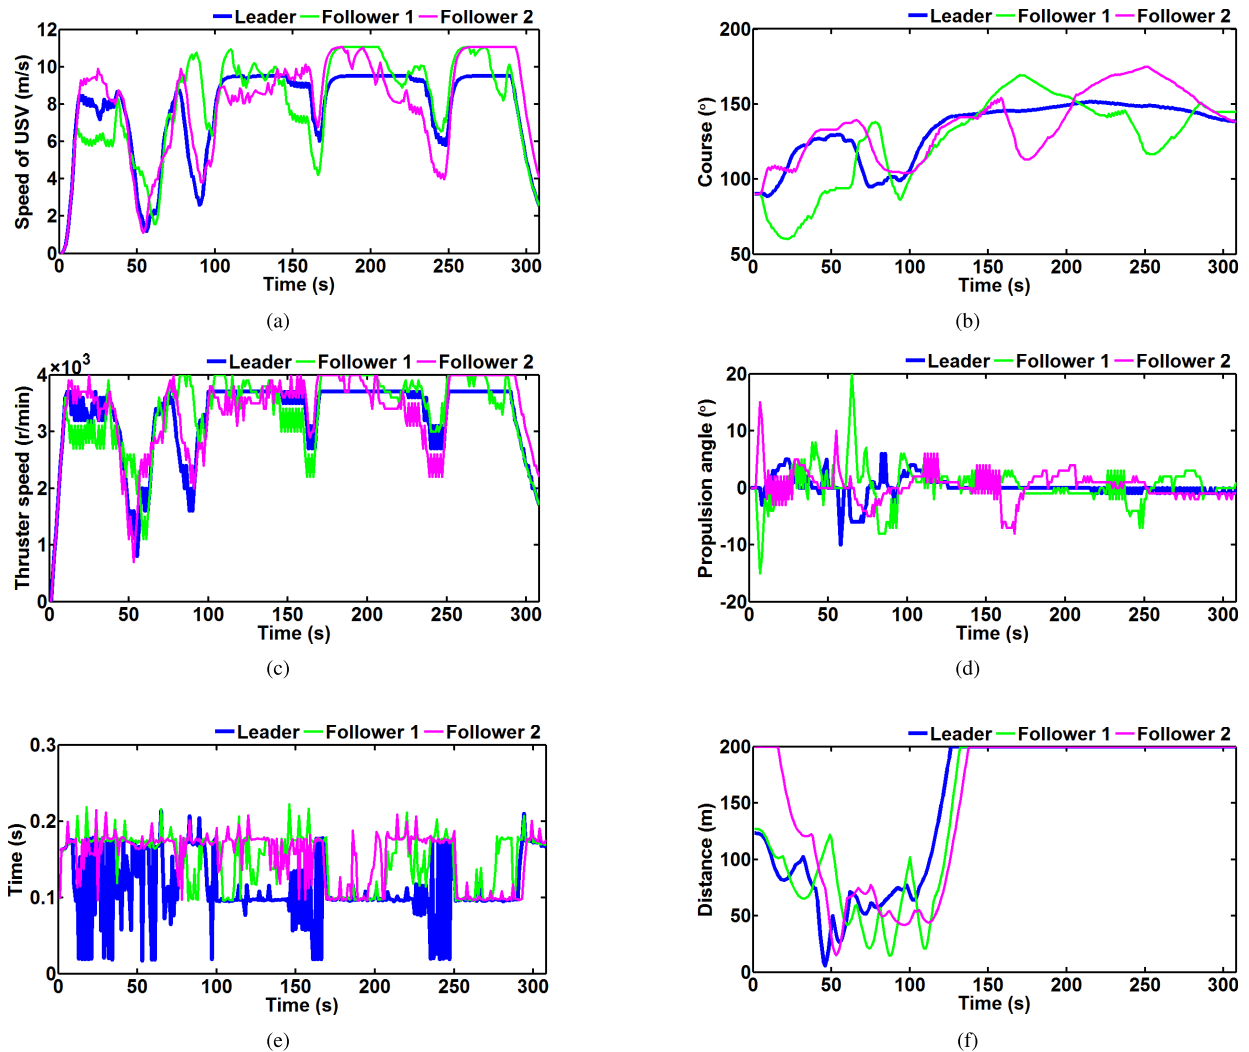 Leader Follower 1 Follower 2
12
10
8
6
4
2
0
Speed of USV (m/s)
0 50 100 150 200 250 300
Time (s)
(a)
Leader Follower 1 Follower 2
200
150
100
50
Course (°)
0 50 100 150 200 250 300
Time (s)
(b)
Leader Follower 1 Follower 2
×10³
4
3
2
1
0
Thruster speed (r/min)
0 50 100 150 200 250 300
Time (s)
(c)
Leader Follower 1 Follower 2
20
10
0
-10
-20
Propulsion angle (°)
0 50 100 150 200 250 300
Time (s)
(d)
Leader Follower 1 Follower 2
0.3
0.2
0.1
0
Time (s)
0 50 100 150 200 250 300
Time (s)
(e)
Leader Follower 1 Follower 2
200
150
100
50
0
Distance (m)
0 50 100 150 200 250 300
Time (s)
(f)